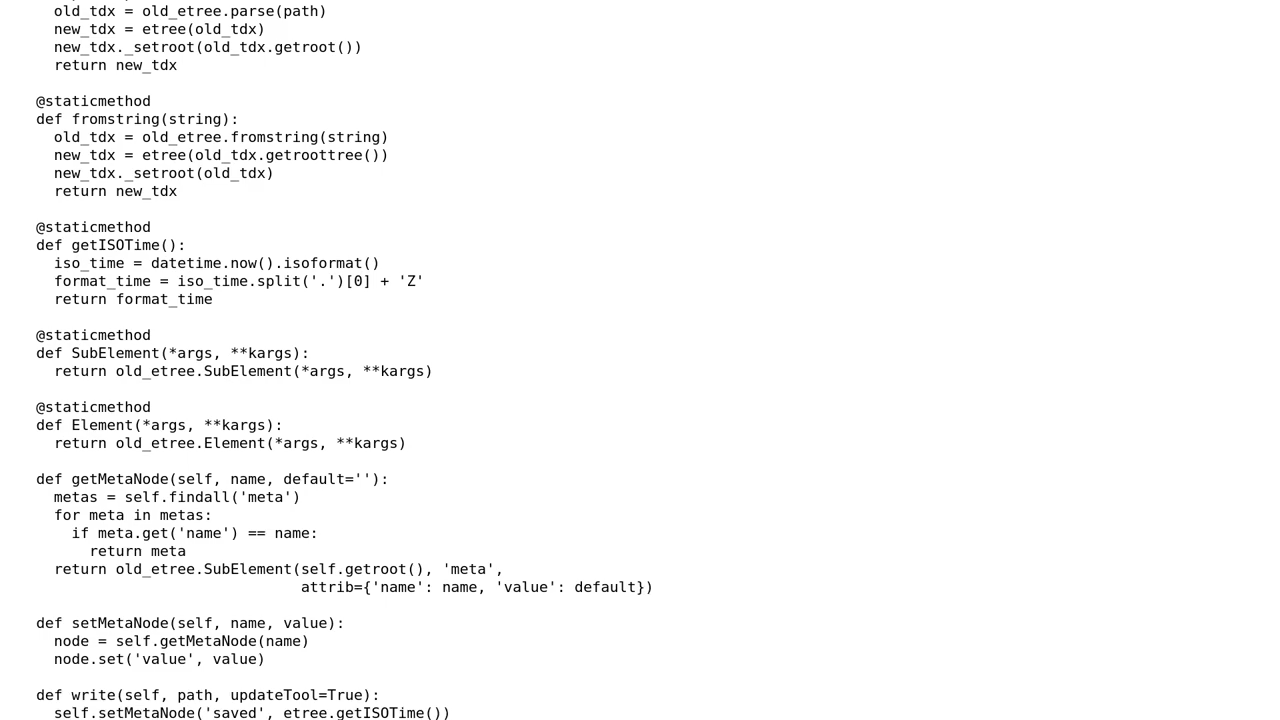 old_tdx = old_etree.parse(path)
new_tdx = etree(old_tdx)
new_tdx._setroot(old_tdx.getroot())
return new_tdx
@staticmethod
def fromstring(string):
old_tdx = old_etree.fromstring(string)
new_tdx = etree(old_tdx.getroottree())
new_tdx._setroot(old_tdx)
return new_tdx
@staticmethod
def getISOTime():
iso_time = datetime.now().isoformat()
format_time = iso_time.split('.')[0] + 'Z'
return format_time
@staticmethod
def SubElement(*args, **kargs):
return old_etree.SubElement(*args, **kargs)
@staticmethod
def Element(*args, **kargs):
return old_etree.Element(*args, **kargs)
def getMetaNode(self, name, default=''):
metas = self.findall('meta')
for meta in metas:
if meta.get('name') == name:
return meta
return old_etree.SubElement(self.getroot(), 'meta',
attrib={'name': name, 'value': default})
def setMetaNode(self, name, value):
node = self.getMetaNode(name)
node.set('value', value)
def write(self, path, updateTool=True):
self.setMetaNode('saved', etree.getISOTime())